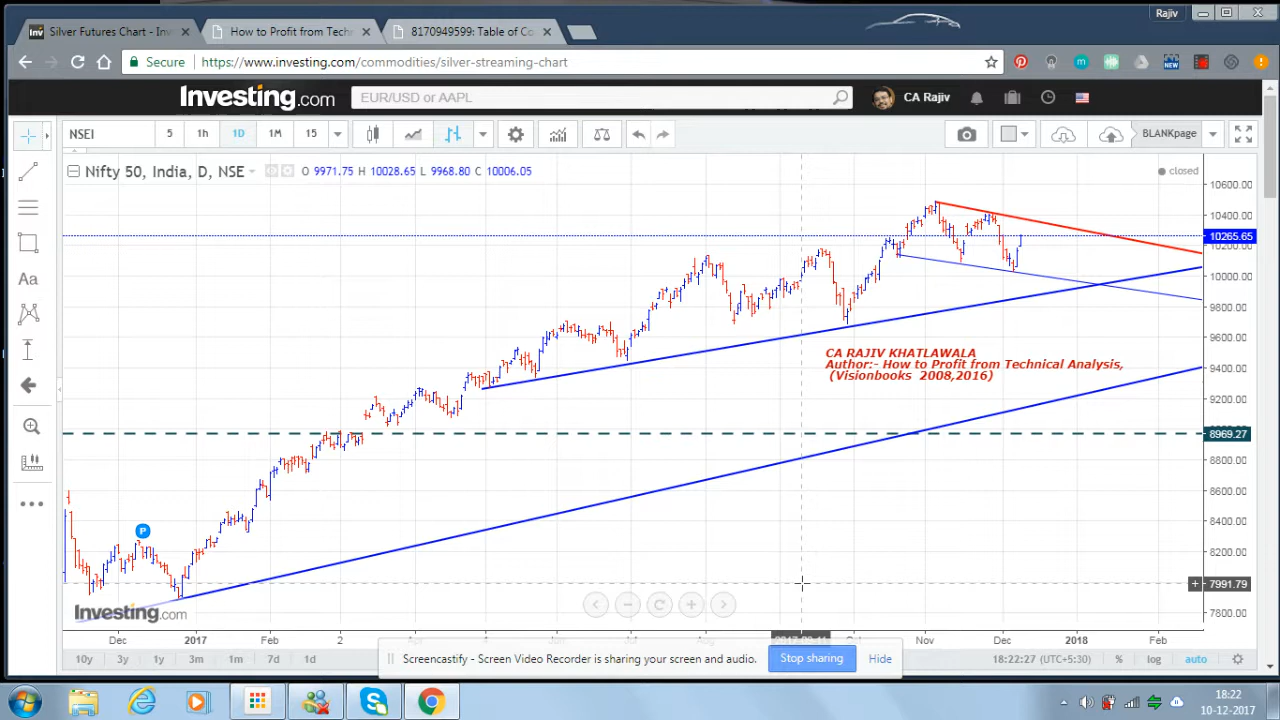 Rajiv
Silver Futures Chart - Inv
How to Profit from Techn
8170949599: Table of Co
Secure
https://www.investing.com/commodities/silver-streaming-chart
NEW
Investing.com
EUR/USD or AAPL
CA Rajiv
NSEI
5
1h
1D
1M
15
BLANKpage
Nifty 50, India, D, NSE
O 9971.75 H 10028.65 L 9968.80 C 10006.05
closed
10600.00
10400.00
10265.65
10200.00
10000.00
9800.00
9600.00
CA RAJIV KHATLAWALA
Author:- How to Profit from Technical Analysis,
(Visionbooks 2008,2016)
9400.00
9200.00
8969.27
8800.00
8600.00
8400.00
8200.00
7991.79
7800.00
Aa
P
Investing.com
Dec
2017
Feb
2
Nov
Dec
2018
Feb
10y
3y
1y
3m
1m
7d
1d
Screencastify - Screen Video Recorder is sharing your screen and audio.
Stop sharing
Hide
18:22:27 (UTC+5:30)
%
log
auto
18:22
10-12-2017